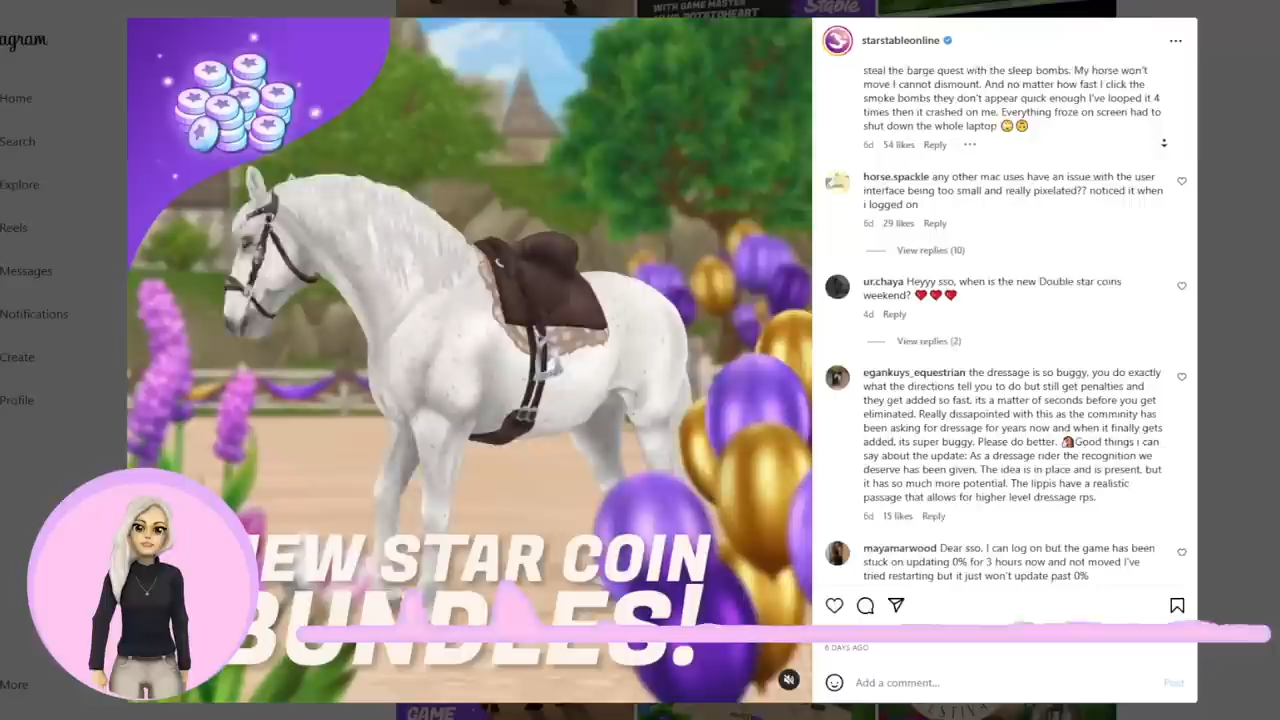 agram
Home
Search
Explore
Reels
Messages
Notifications
Create
Profile
More
WITH GAME MASTER
Stable
NEW STAR COIN
BUNDLES!
starstableonline
steal the barge quest with the sleep bombs. My horse won't
move I cannot dismount. And no matter how fast I click the
smoke bombs they don't appear quick enough I've looped it 4
times then it crashed on me. Everything froze on screen had to
shut down the whole laptop 🙄🙃
6d 54 likes Reply ...
horse.spackle any other mac uses have an issue with the user
interface being too small and really pixelated?? noticed it when
i logged on
6d 29 likes Reply
View replies (10)
ur.chaya Heyyy sso, when is the new Double star coins
weekend? ❤️❤️❤️
4d Reply
View replies (2)
egankuys_equestrian the dressage is so buggy, you do exactly
what the directions tell you to do but still get penalties and
they get added so fast, its a matter of seconds before you get
eliminated. Really dissapointed with this as the comminity has
been asking for dressage for years now and when it finally gets
added, its super buggy. Please do better. Good things i can
say about the update: As a dressage rider the recognition we
deserve has been given. The idea is in place and is present, but
it has so much more potential. The lippis have a realistic
passage that allows for higher level dressage rps.
6d 15 likes Reply
mayamarwood Dear sso, I can log on but the game has been
stuck on updating 0% for 3 hours now and not moved I've
tried restarting but it just won't update past 0%
6 DAYS AGO
Add a comment...
Post
GAME